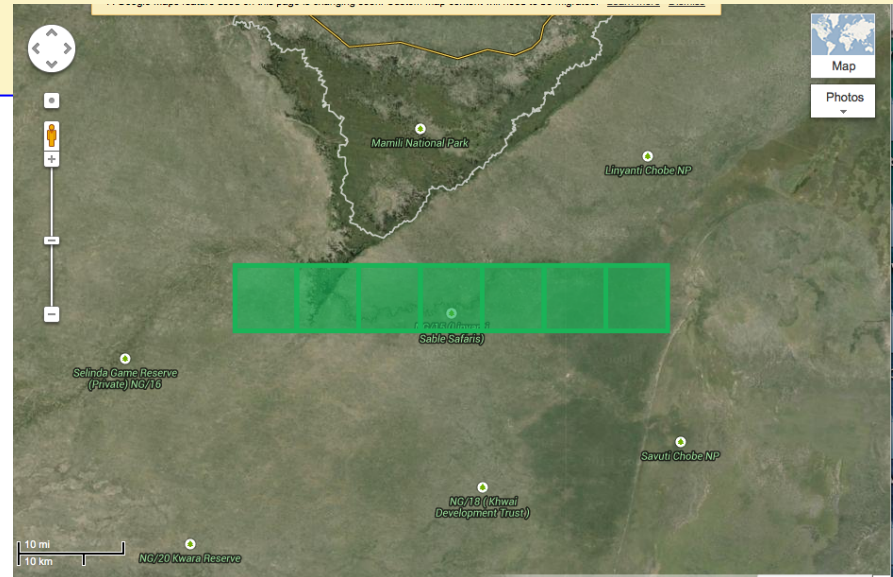 Map
Photos
Mamili National Park
Linyanti Chobe NP
Sable Safaris)
Selinda Game Reserve
(Private) NG/16
Savuti Chobe NP
NG/18 (Khwai
Development Trust)
NG/20 Kwara Reserve
10 mi
10 km